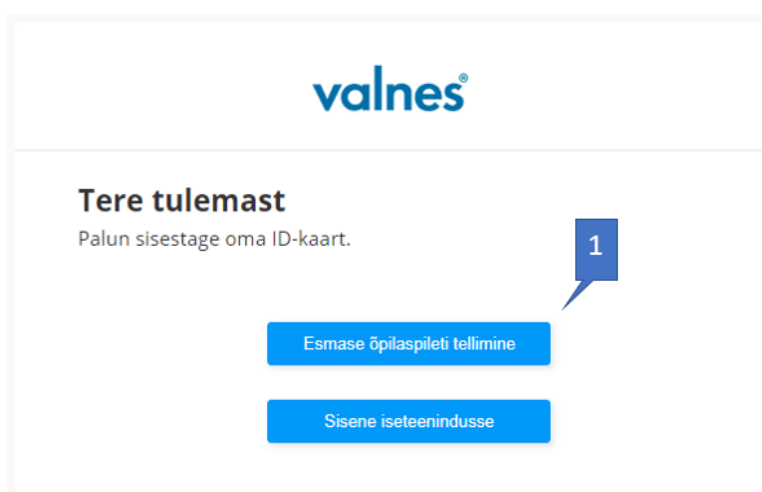 valnes®
Tere tulemast
Palun sisestage oma ID-kaart.
1
Esmase õpilaspileti tellimine
Sisene iseteenindusse